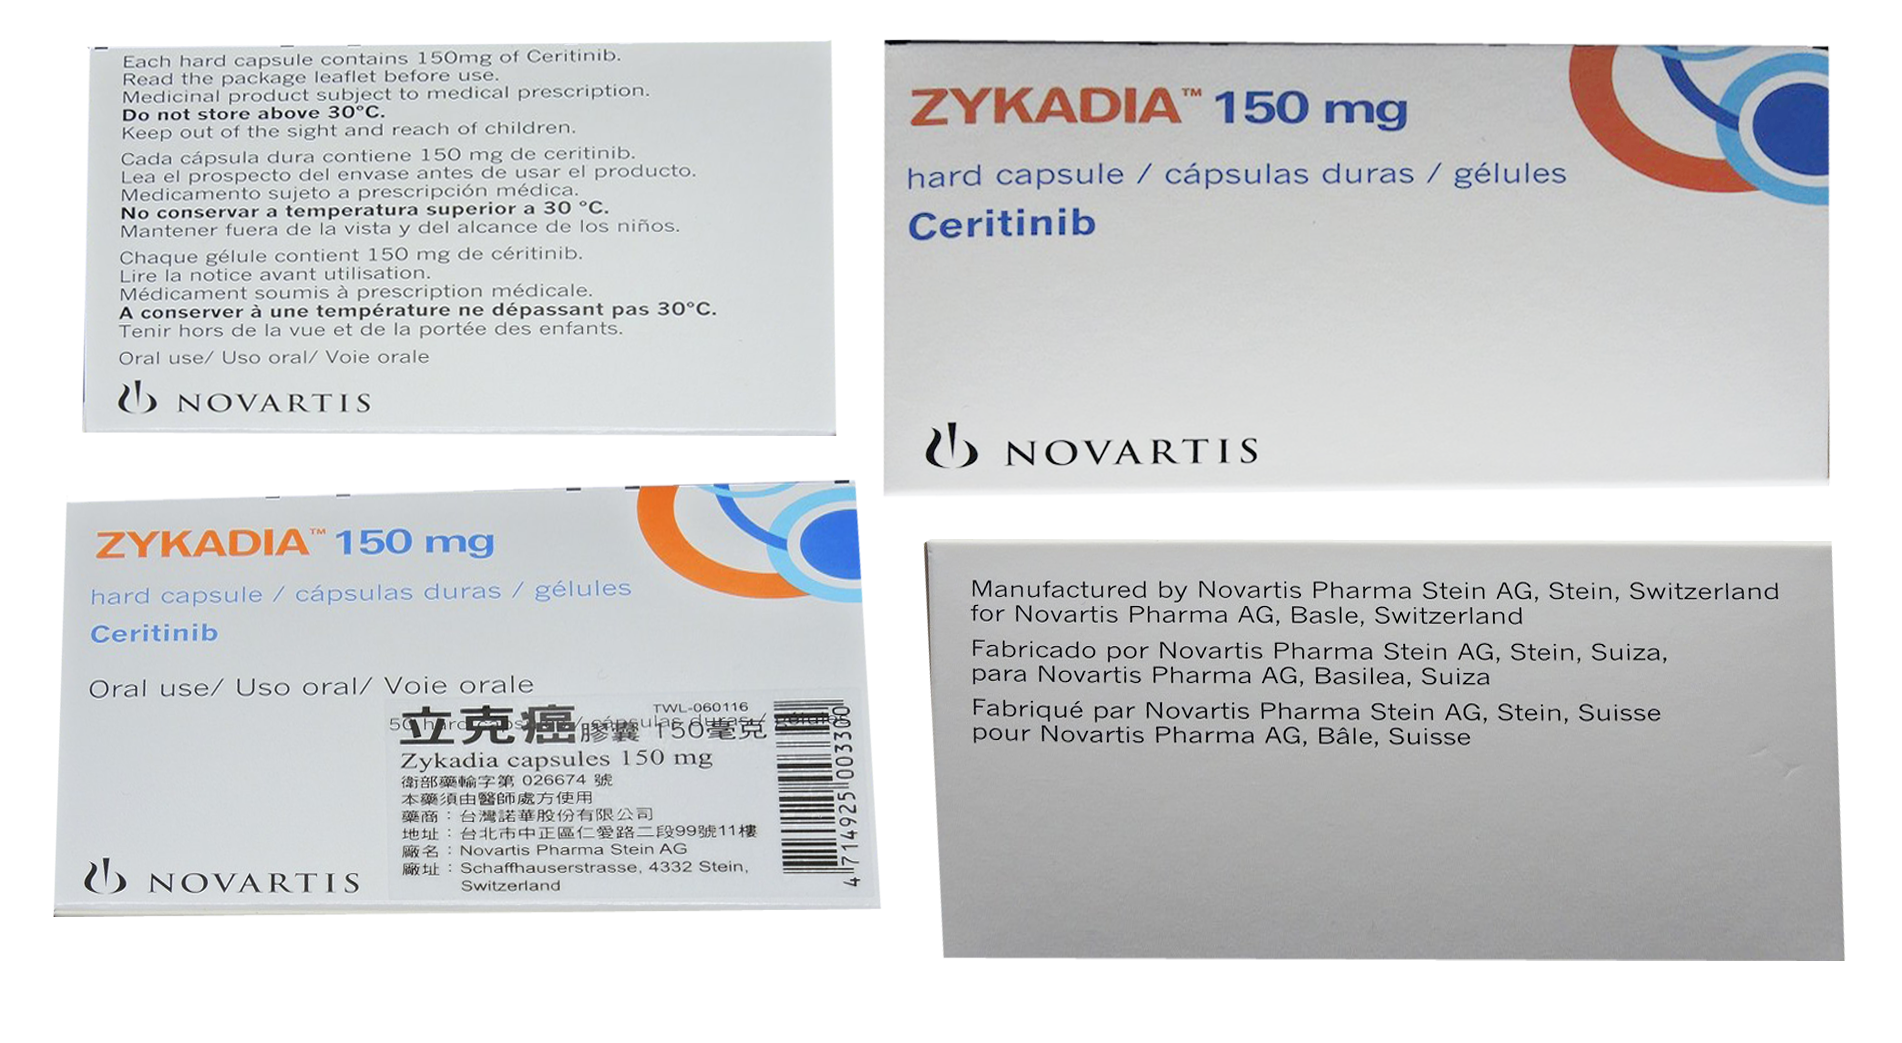 Each hard capsule contains 150mg of Ceritinib.
Read the package leaflet before use.
Medicinal product subject to medical prescription.
Do not store above 30°C.
Keep out of the sight and reach of children.
Cada cápsula dura contiene 150 mg de ceritinib.
Lea el prospecto del envase antes de usar el producto.
Medicamento sujeto a prescripción médica.
No conservar a temperatura superior a 30 °C.
Mantener fuera de la vista y del alcance de los niños.
Chaque gélule contient 150 mg de céritinib.
Lire la notice avant utilisation.
Médicament soumis à prescription médicale.
A conserver à une température ne dépassant pas 30°C.
Tenir hors de la vue et de la portée des enfants.
Oral use/ Uso oral/ Voie orale
NOVARTIS
ZYKADIA™ 150 mg
hard capsule / cápsulas duras / gélules
Ceritinib
NOVARTIS
ZYKADIA™ 150 mg
hard capsule / cápsulas duras / gélules
Ceritinib
Oral use/ Uso oral/ Voie orale
50 hard capsules / cápsulas duras / gélules
TWL-060116
立克癌膠囊 150毫克
Zykadia capsules 150 mg
衛部藥輸字第 026674 號
本藥須由醫師處方使用
藥商：台灣諾華股份有限公司
地址：台北市中正區仁愛路二段99號11樓
廠名：Novartis Pharma Stein AG
廠址：Schaffhauserstrasse, 4332 Stein,
Switzerland
4 714925 003330
NOVARTIS
Manufactured by Novartis Pharma Stein AG, Stein, Switzerland
for Novartis Pharma AG, Basle, Switzerland
Fabricado por Novartis Pharma Stein AG, Stein, Suiza,
para Novartis Pharma AG, Basilea, Suiza
Fabriqué par Novartis Pharma Stein AG, Stein, Suisse
pour Novartis Pharma AG, Bâle, Suisse